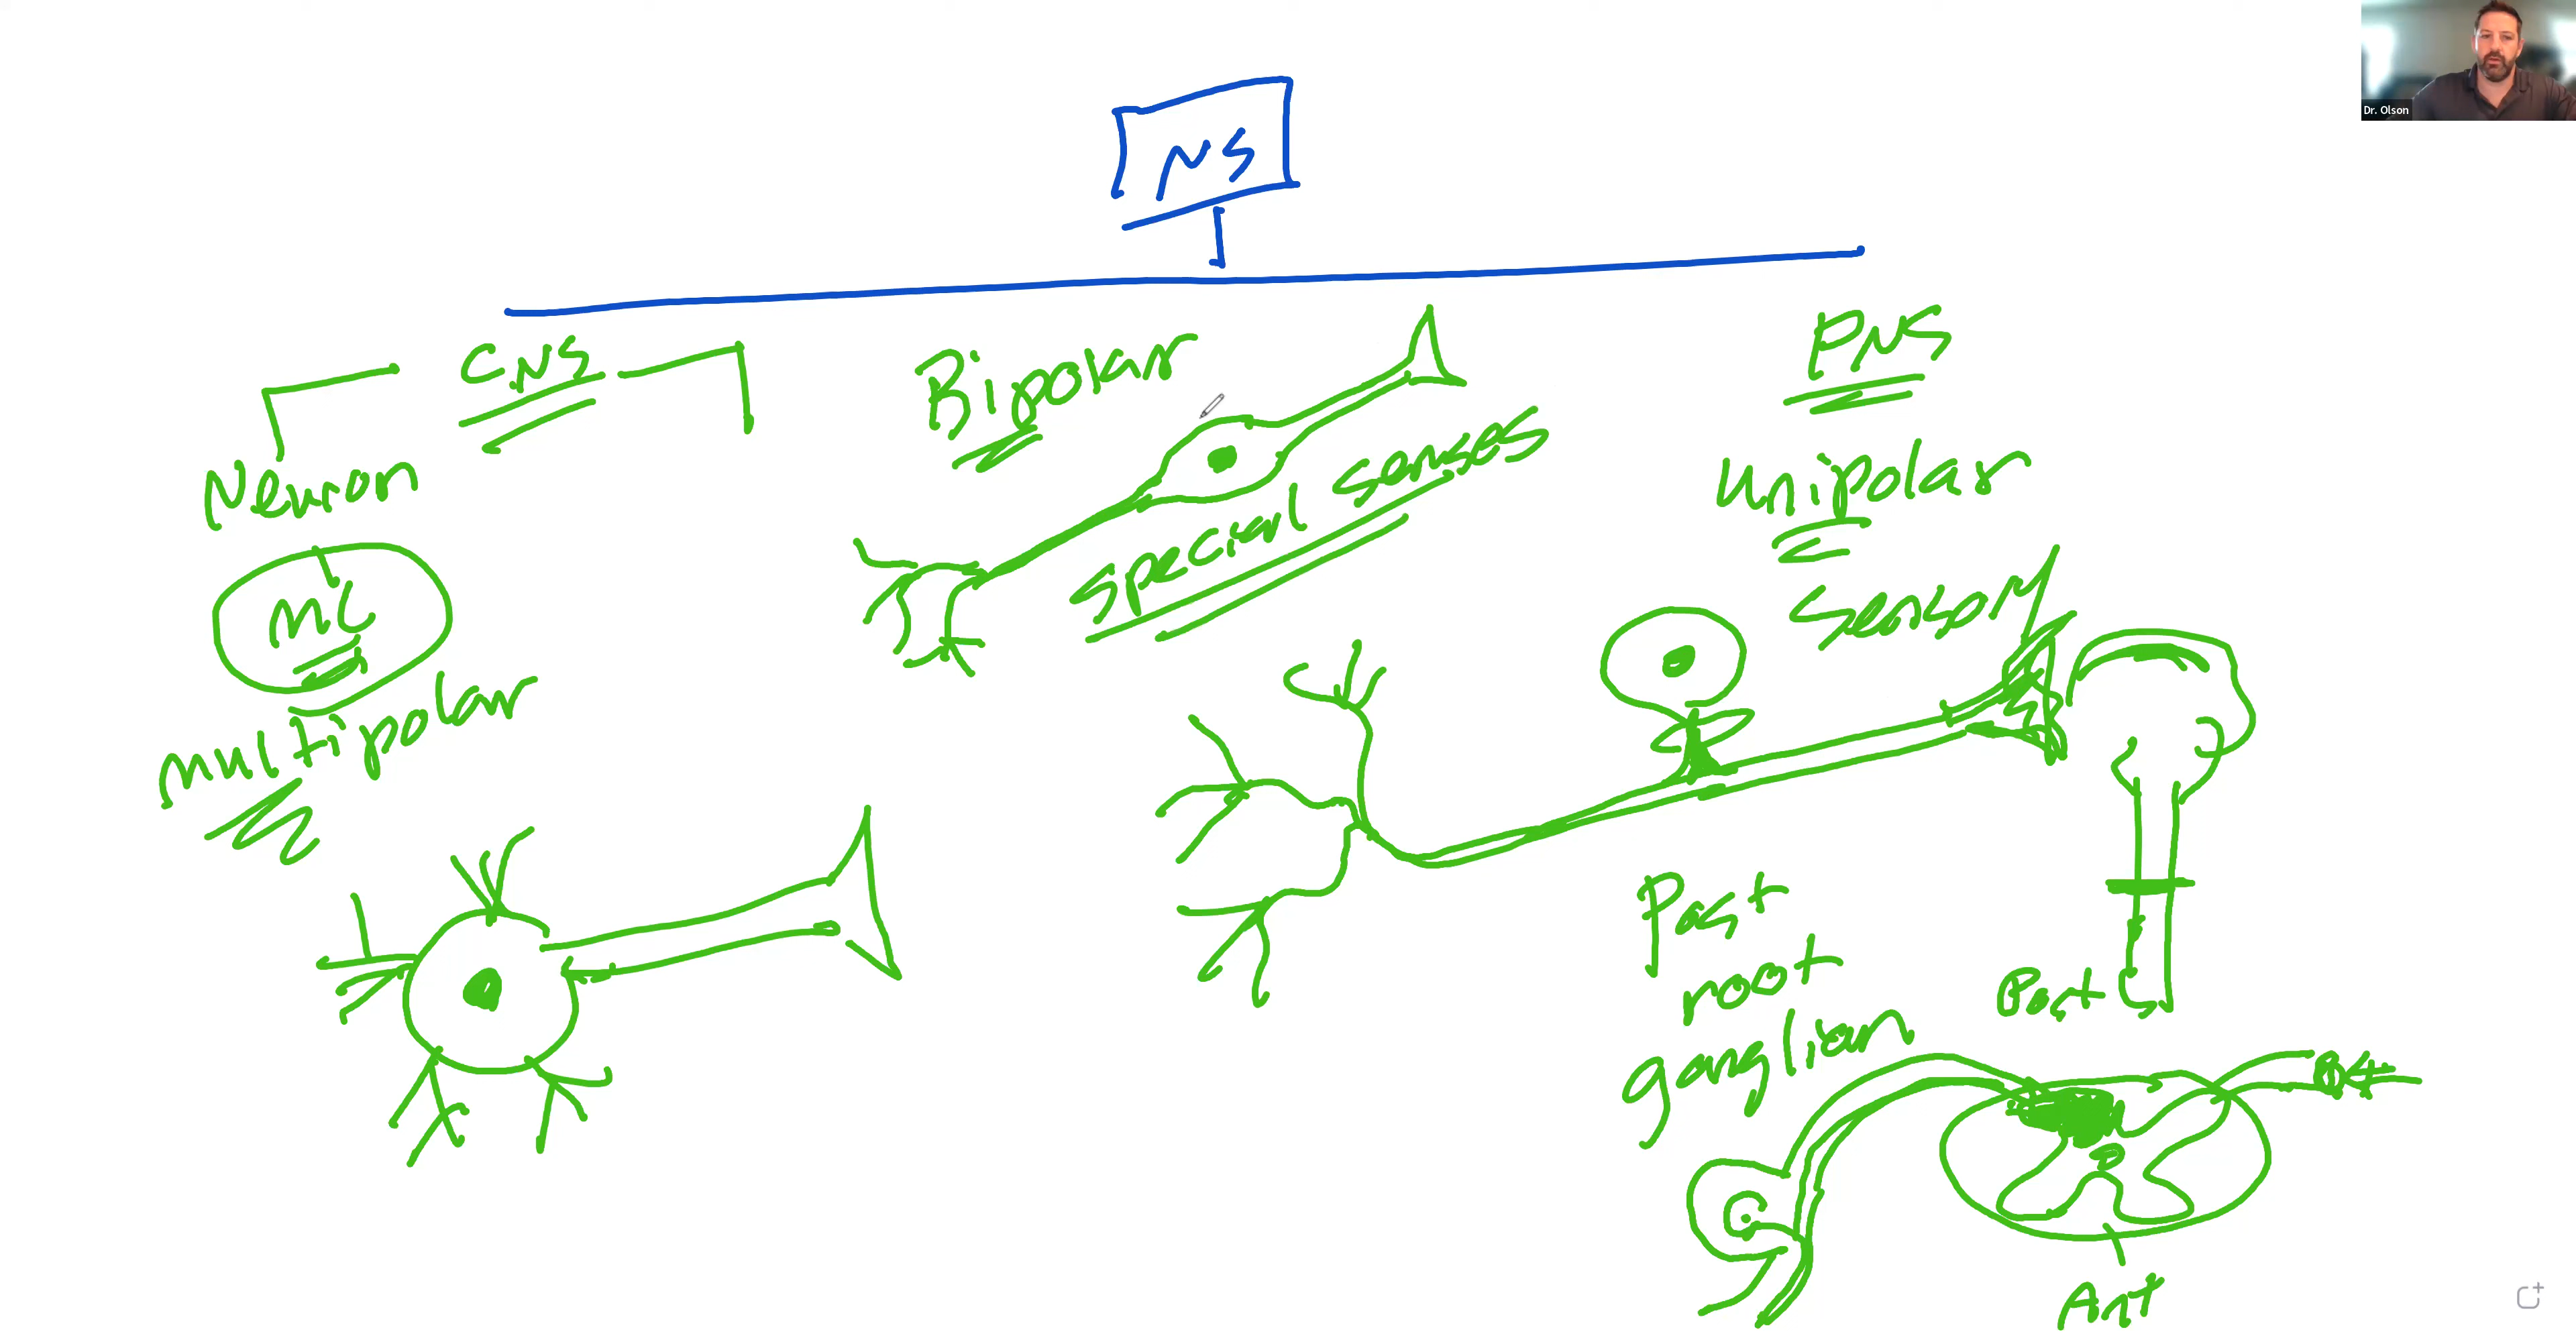 Dr. Olson
NS
CNS
Bipolar
PNS
Neuron
special senses
Unipolar
MC
sensory
multipolar
Post
root
ganglion
Post
Ant